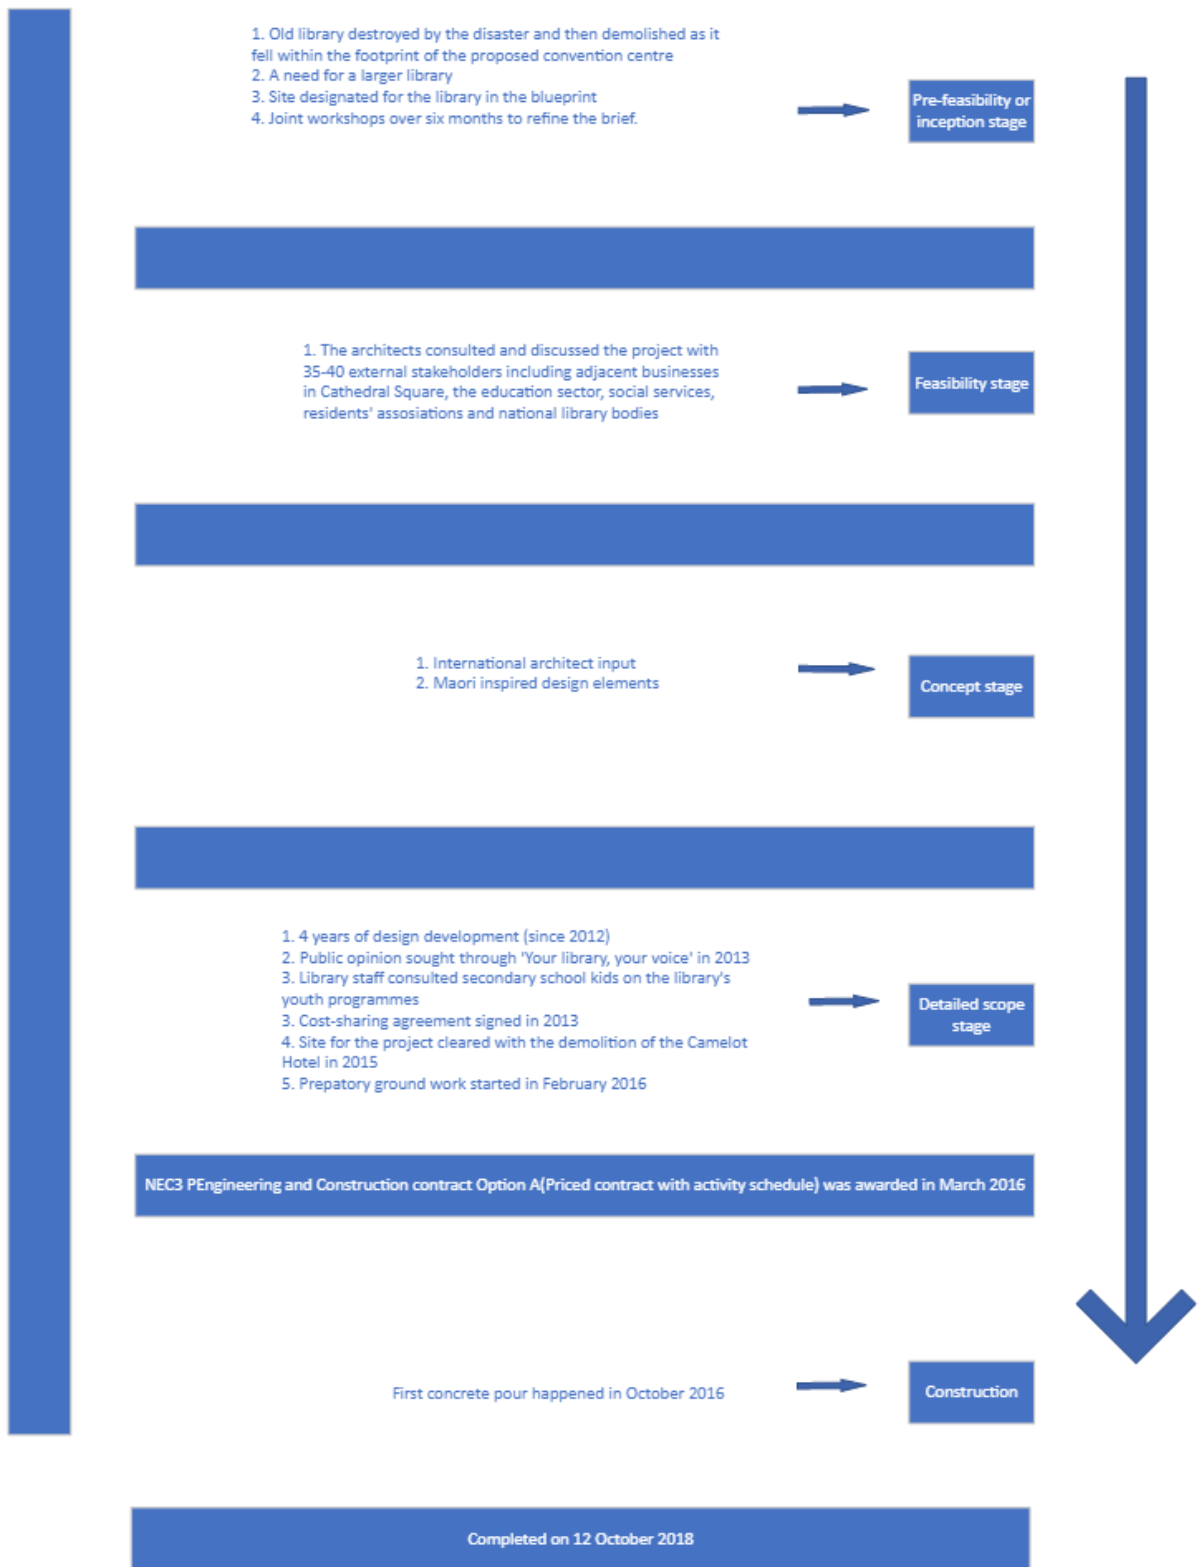 1. Old library destroyed by the disaster and then demolished as it
fell within the footprint of the proposed convention centre
2. A need for a larger library
3. Site designated for the library in the blueprint
4. Joint workshops over six months to refine the brief.
Pre-feasibility or
inception stage
1. The architects consulted and discussed the project with
35-40 external stakeholders including adjacent businesses
in Cathedral Square, the education sector, social services,
residents' assosiations and national library bodies
Feasibility stage
1. International architect input
2. Maori inspired design elements
Concept stage
1. 4 years of design development (since 2012)
2. Public opinion sought through 'Your library, your voice' in 2013
3. Library staff consulted secondary school kids on the library's
youth programmes
3. Cost-sharing agreement signed in 2013
4. Site for the project cleared with the demolition of the Camelot
Hotel in 2015
5. Prepatory ground work started in February 2016
Detailed scope
stage
NEC3 PEngineering and Construction contract Option A(Priced contract with activity schedule) was awarded in March 2016
First concrete pour happened in October 2016
Construction
Completed on 12 October 2018